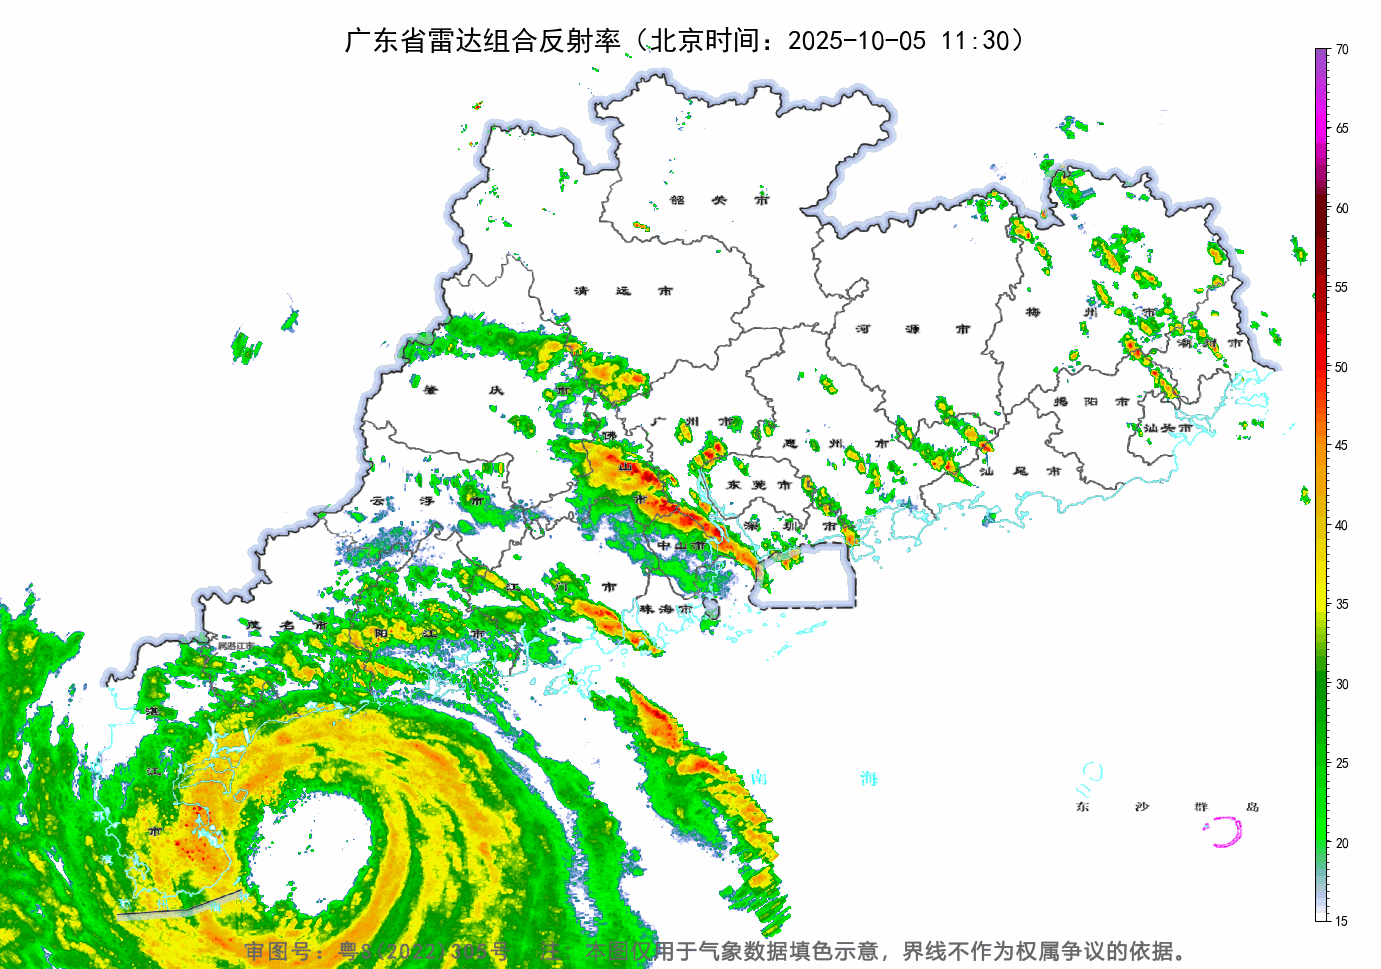 广东省雷达组合反射率（北京时间：2025-10-05 11:30）
70
65
60
55
50
45
40
35
30
25
20
15
韶关市
清远市
河源市
梅州市
潮州市
肇庆市
揭阳市
汕头市
广州市
佛山市
惠州市
汕尾市
东莞市
云浮市
深圳市
中山市
江门市
珠海市
茂名市
阳江市
属湛江市
湛江市
南海
东沙群岛
审图号：粤S(2022)305号 注 本图仅用于气象数据填色示意，界线不作为权属争议的依据。